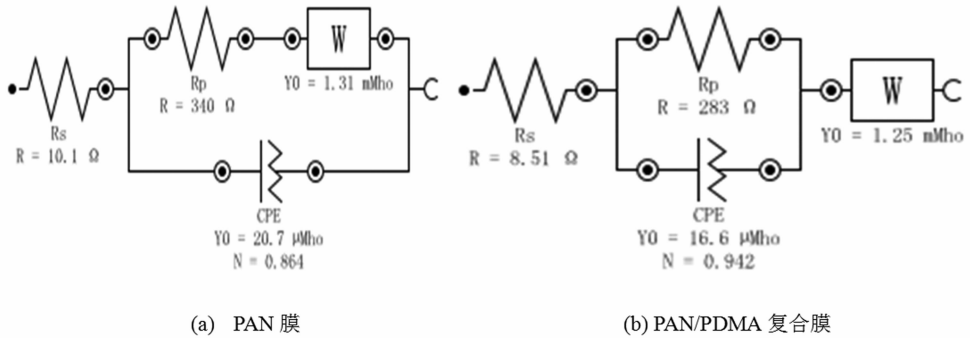 W
Rp
R = 340 Ω
Y0 = 1.31 mMho
Rs
R = 10.1 Ω
CPE
Y0 = 20.7 μMho
N = 0.864
(a) PAN 膜
Rp
R = 283 Ω
W
Y0 = 1.25 mMho
Rs
R = 8.51 Ω
CPE
Y0 = 16.6 μMho
N = 0.942
(b) PAN/PDMA 复合膜